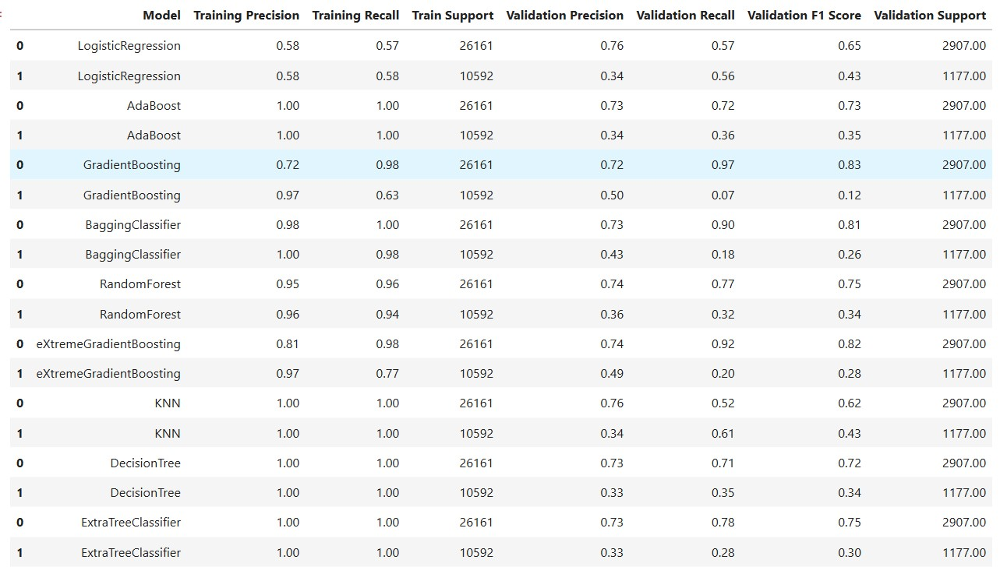 Model Training Precision Training Recall Train Support Validation Precision Validation Recall Validation F1 Score Validation Support
0 LogisticRegression 0.58 0.57 26161 0.76 0.57 0.65 2907.00
1 LogisticRegression 0.58 0.58 10592 0.34 0.56 0.43 1177.00
0 AdaBoost 1.00 1.00 26161 0.73 0.72 0.73 2907.00
1 AdaBoost 1.00 1.00 10592 0.34 0.36 0.35 1177.00
0 GradientBoosting 0.72 0.98 26161 0.72 0.97 0.83 2907.00
1 GradientBoosting 0.97 0.63 10592 0.50 0.07 0.12 1177.00
0 BaggingClassifier 0.98 1.00 26161 0.73 0.90 0.81 2907.00
1 BaggingClassifier 1.00 0.98 10592 0.43 0.18 0.26 1177.00
0 RandomForest 0.95 0.96 26161 0.74 0.77 0.75 2907.00
1 RandomForest 0.96 0.94 10592 0.36 0.32 0.34 1177.00
0 eXtremeGradientBoosting 0.81 0.98 26161 0.74 0.92 0.82 2907.00
1 eXtremeGradientBoosting 0.97 0.77 10592 0.49 0.20 0.28 1177.00
0 KNN 1.00 1.00 26161 0.76 0.52 0.62 2907.00
1 KNN 1.00 1.00 10592 0.34 0.61 0.43 1177.00
0 DecisionTree 1.00 1.00 26161 0.73 0.71 0.72 2907.00
1 DecisionTree 1.00 1.00 10592 0.33 0.35 0.34 1177.00
0 ExtraTreeClassifier 1.00 1.00 26161 0.73 0.78 0.75 2907.00
1 ExtraTreeClassifier 1.00 1.00 10592 0.33 0.28 0.30 1177.00